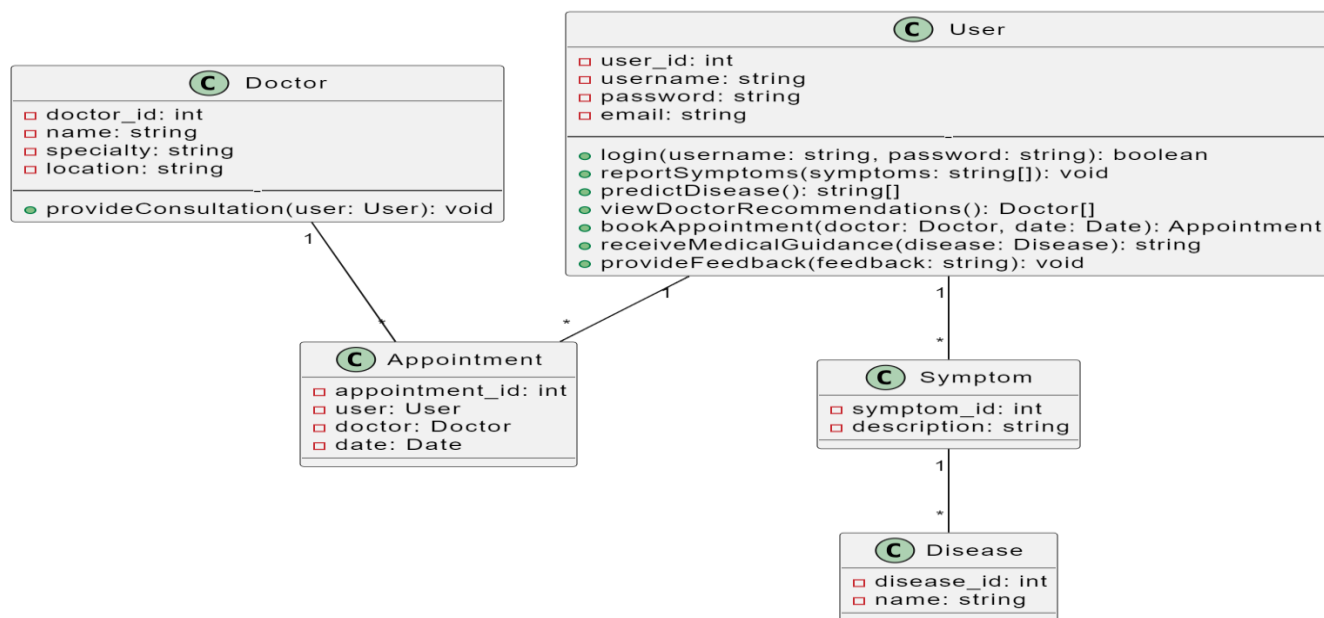 C Doctor
doctor_id: int
name: string
specialty: string
location: string
provideConsultation(user: User): void
C User
user_id: int
username: string
password: string
email: string
login(username: string, password: string): boolean
reportSymptoms(symptoms: string[]): void
predictDisease(): string[]
viewDoctorRecommendations(): Doctor[]
bookAppointment(doctor: Doctor, date: Date): Appointment
receiveMedicalGuidance(disease: Disease): string
provideFeedback(feedback: string): void
1
*
1
*
1
*
C Appointment
appointment_id: int
user: User
doctor: Doctor
date: Date
C Symptom
symptom_id: int
description: string
1
*
C Disease
disease_id: int
name: string